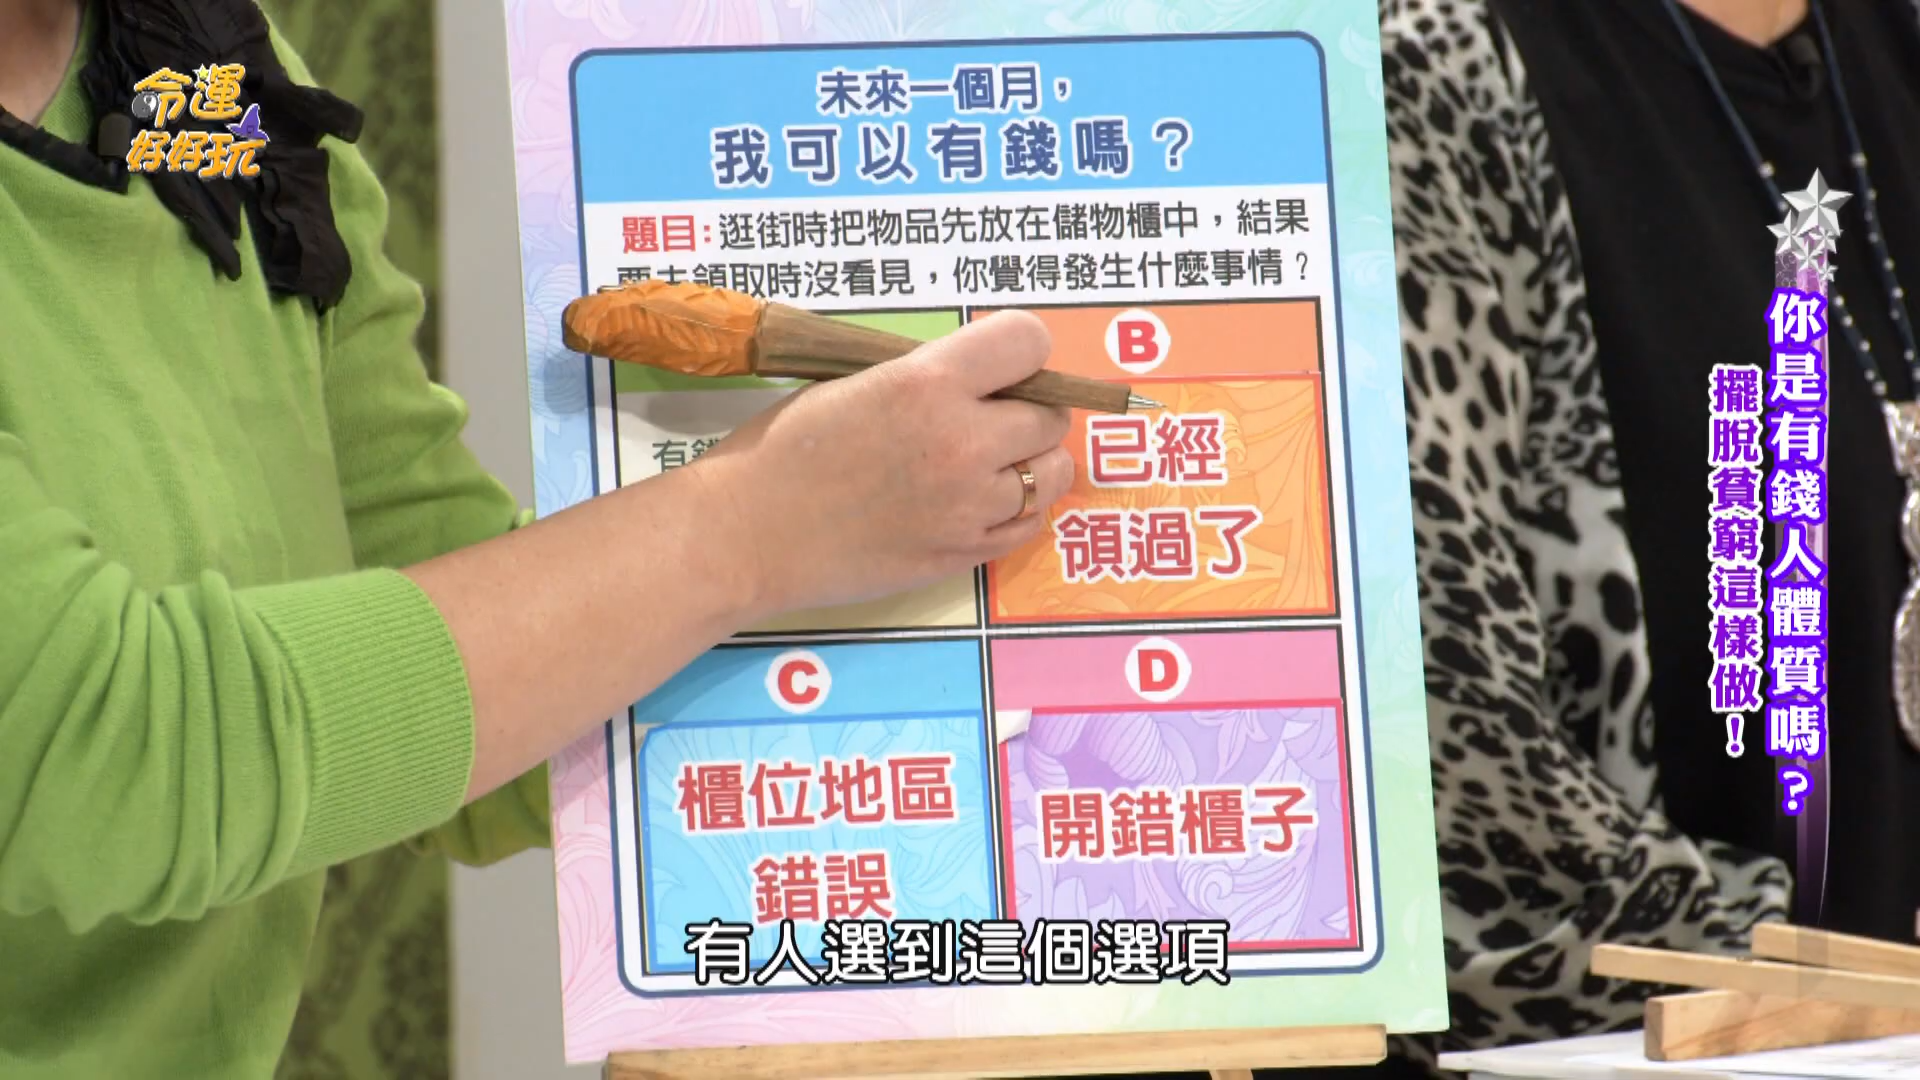 命運
好好玩
未來一個月，
我可以有錢嗎？
題目:逛街時把物品先放在儲物櫃中，結果
領取時沒看見，你覺得發生什麼事情？
B
有
已經
領過了
C
D
櫃位地區
錯誤
開錯櫃子
有人選到這個選項
你是有錢人體質嗎？
擺脫貧窮這樣做！